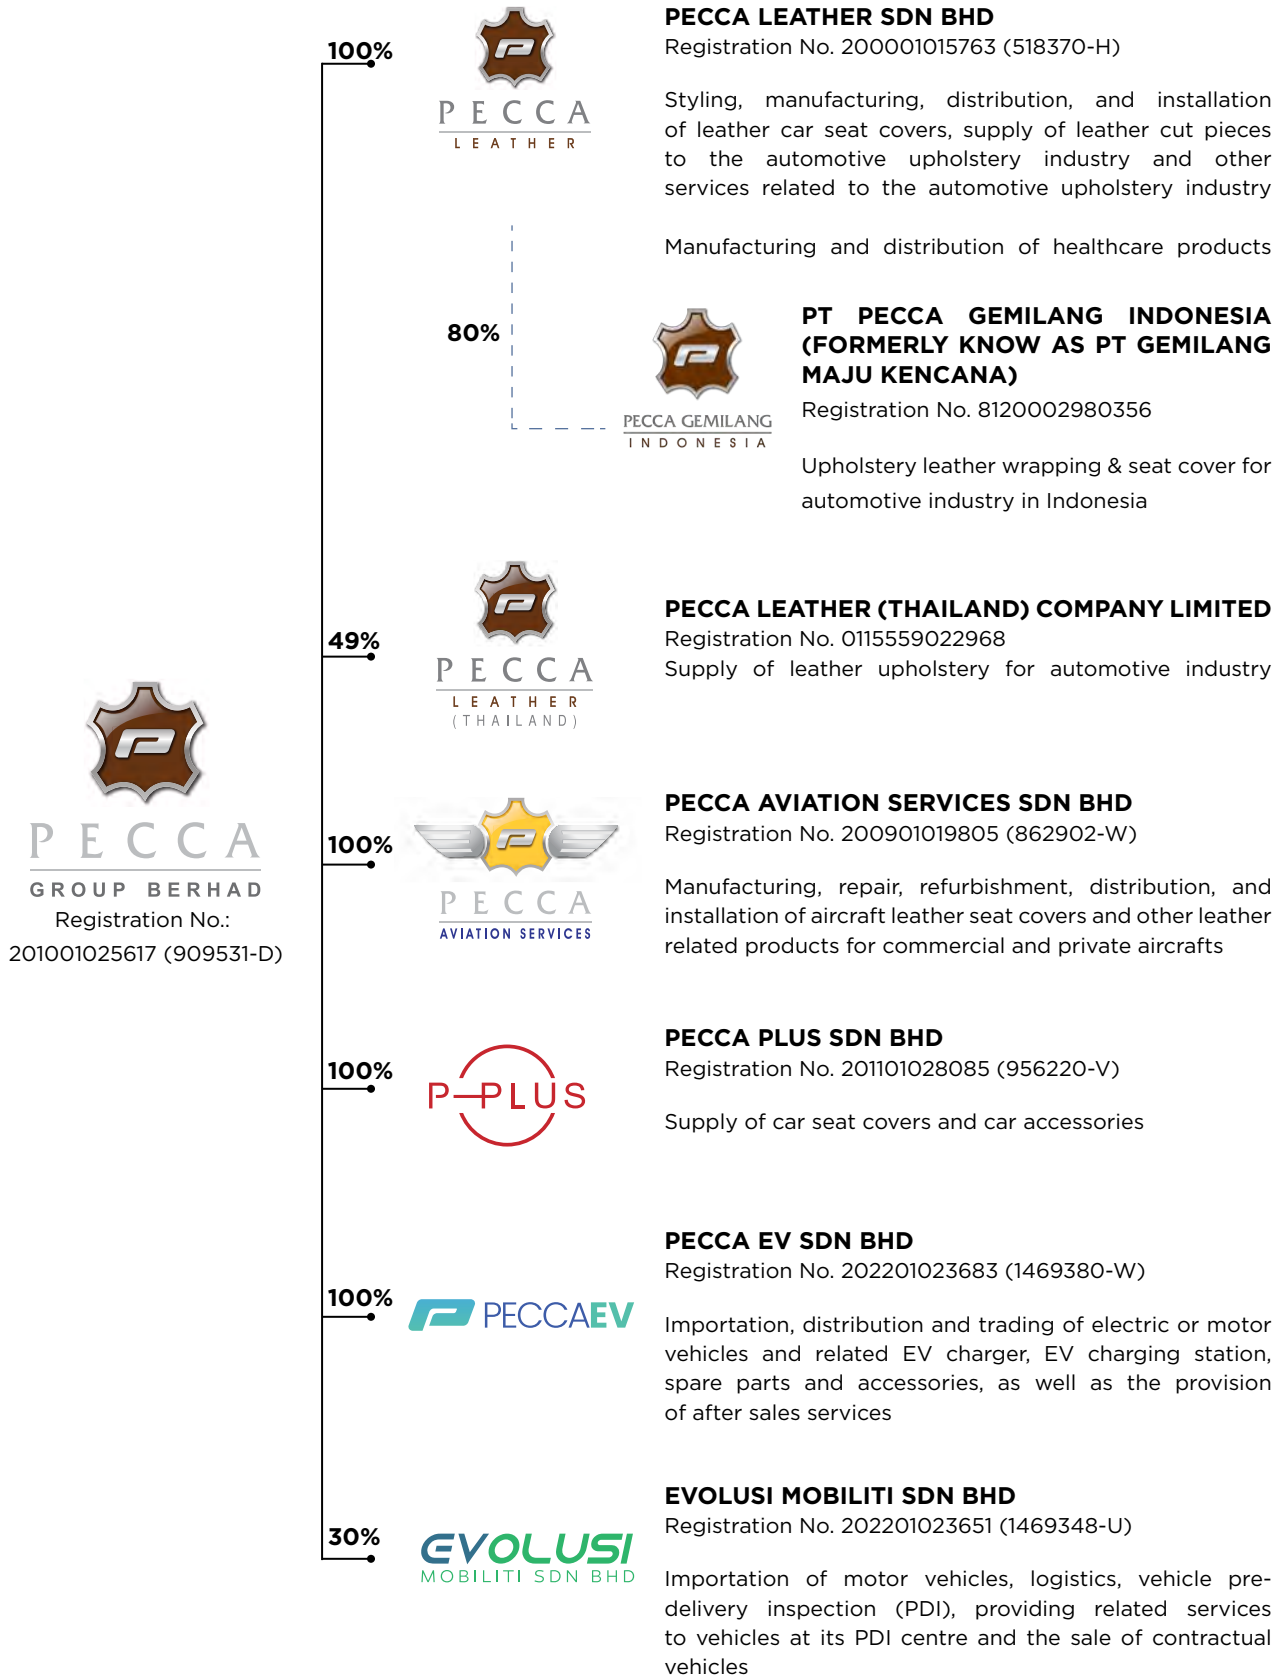 100%
PECCA
LEATHER
PECCA LEATHER SDN BHD
Registration No. 200001015763 (518370-H)
Styling, manufacturing, distribution, and installation
of leather car seat covers, supply of leather cut pieces
to the automotive upholstery industry and other
services related to the automotive upholstery industry
Manufacturing and distribution of healthcare products
80%
PECCA GEMILANG
INDONESIA
PT PECCA GEMILANG INDONESIA
(FORMERLY KNOW AS PT GEMILANG
MAJU KENCANA)
Registration No. 8120002980356
Upholstery leather wrapping & seat cover for
automotive industry in Indonesia
49%
PECCA
LEATHER
(THAILAND)
PECCA LEATHER (THAILAND) COMPANY LIMITED
Registration No. 0115559022968
Supply of leather upholstery for automotive industry
PECCA
GROUP BERHAD
Registration No.:
201001025617 (909531-D)
100%
PECCA
AVIATION SERVICES
PECCA AVIATION SERVICES SDN BHD
Registration No. 200901019805 (862902-W)
Manufacturing, repair, refurbishment, distribution, and
installation of aircraft leather seat covers and other leather
related products for commercial and private aircrafts
100%
P-PLUS
PECCA PLUS SDN BHD
Registration No. 201101028085 (956220-V)
Supply of car seat covers and car accessories
100%
PECCAEV
PECCA EV SDN BHD
Registration No. 202201023683 (1469380-W)
Importation, distribution and trading of electric or motor
vehicles and related EV charger, EV charging station,
spare parts and accessories, as well as the provision
of after sales services
30%
EVOLUSI
MOBILITI SDN BHD
EVOLUSI MOBILITI SDN BHD
Registration No. 202201023651 (1469348-U)
Importation of motor vehicles, logistics, vehicle pre-
delivery inspection (PDI), providing related services
to vehicles at its PDI centre and the sale of contractual
vehicles